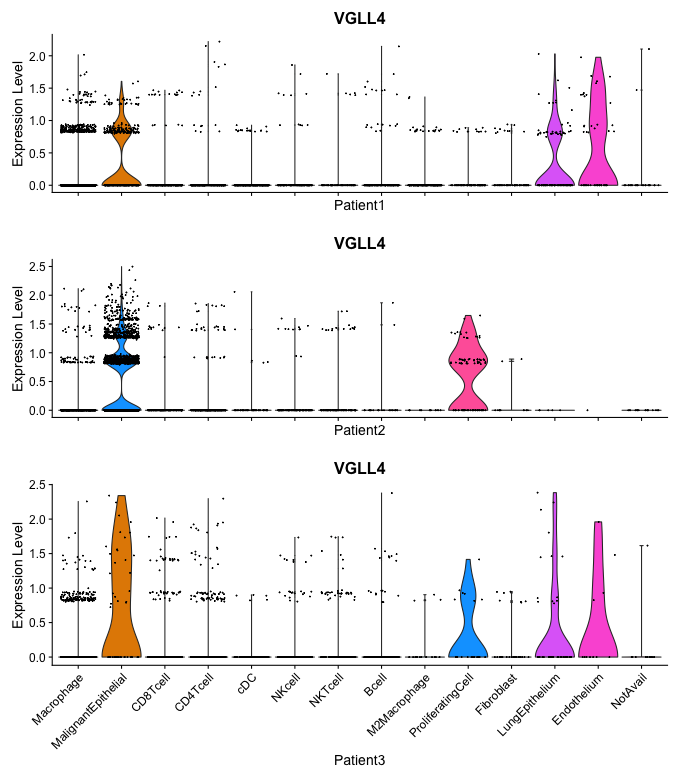 VGLL4
Expression Level
2.0
1.5
1.0
0.5
0.0
Patient1
VGLL4
Expression Level
2.5
2.0
1.5
1.0
0.5
0.0
Patient2
VGLL4
Expression Level
2.5
2.0
1.5
1.0
0.5
0.0
Macrophage
MalignantEpithelial
CD8Tcell
CD4Tcell
cDC
NKcell
NKTcell
Bcell
M2Macrophage
ProliferatingCell
Fibroblast
LungEpithelium
Endothelium
NotAvail
Patient3